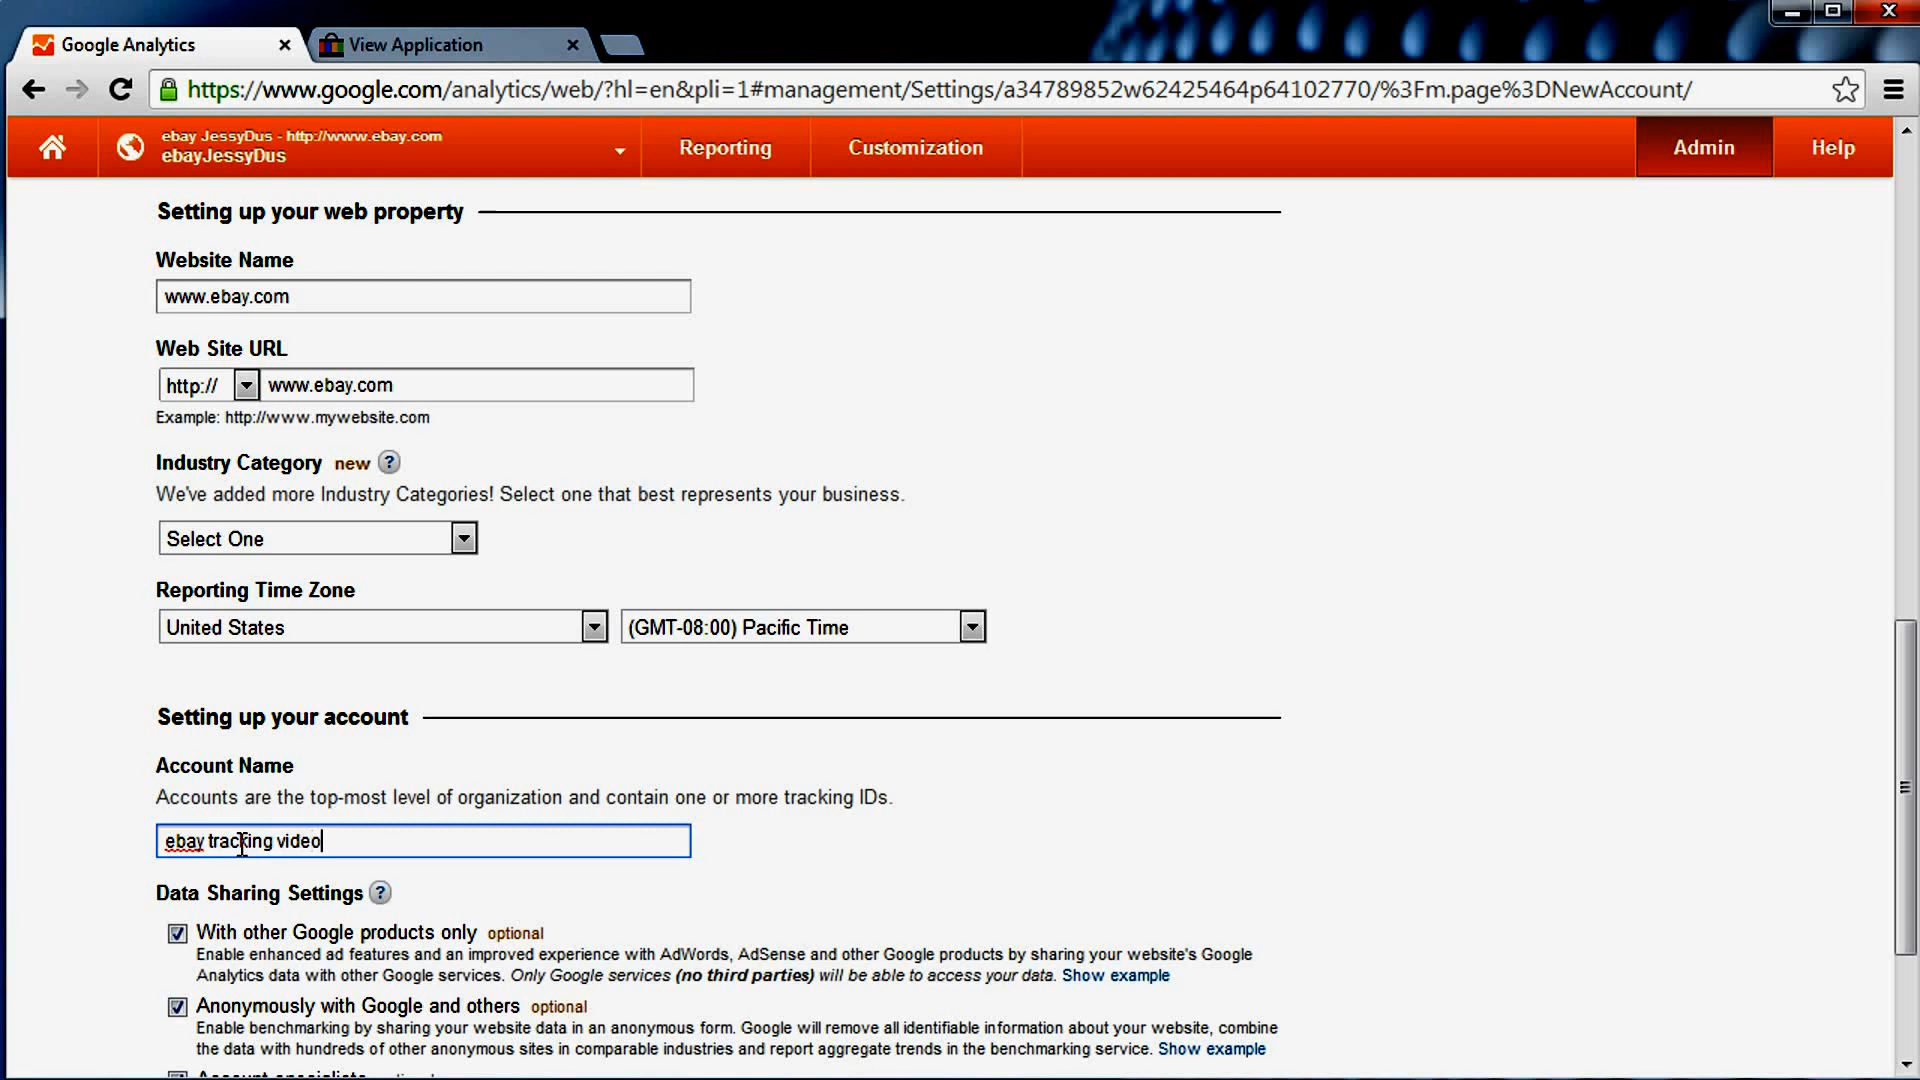 Google Analytics
View Application
https://www.google.com/analytics/web/?hl=en&pli=1#management/Settings/a34789852w62425464p64102770/%3Fm.page%3DNewAccount/
ebay JessyDus - http://www.ebay.com
ebayJessyDus
Reporting
Customization
Admin
Help
Setting up your web property
Website Name
www.ebay.com
Web Site URL
http:// www.ebay.com
Example: http://www.mywebsite.com
Industry Category new ?
We've added more Industry Categories! Select one that best represents your business.
Select One
Reporting Time Zone
United States (GMT-08:00) Pacific Time
Setting up your account
Account Name
Accounts are the top-most level of organization and contain one or more tracking IDs.
ebay tracking video
Data Sharing Settings ?
With other Google products only optional
Enable enhanced ad features and an improved experience with AdWords, AdSense and other Google products by sharing your website's Google
Analytics data with other Google services. Only Google services (no third parties) will be able to access your data. Show example
Anonymously with Google and others optional
Enable benchmarking by sharing your website data in an anonymous form. Google will remove all identifiable information about your website, combine
the data with hundreds of other anonymous sites in comparable industries and report aggregate trends in the benchmarking service. Show example